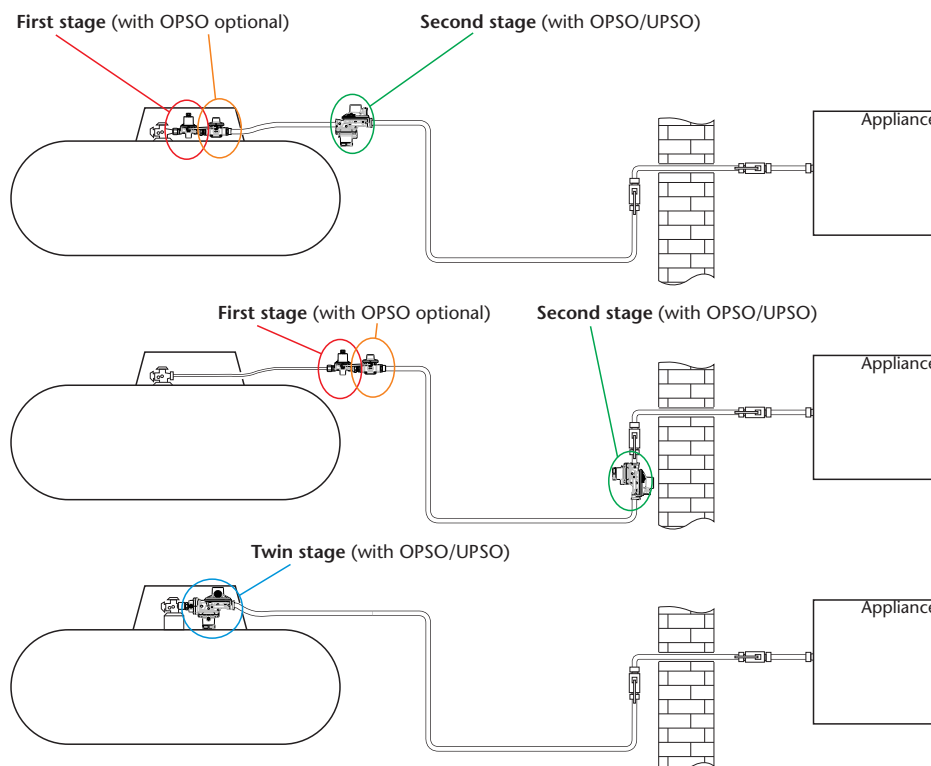 First stage (with OPSO optional)
Second stage (with OPSO/UPSO)
Appliance
First stage (with OPSO optional)
Second stage (with OPSO/UPSO)
Appliance
Twin stage (with OPSO/UPSO)
Appliance